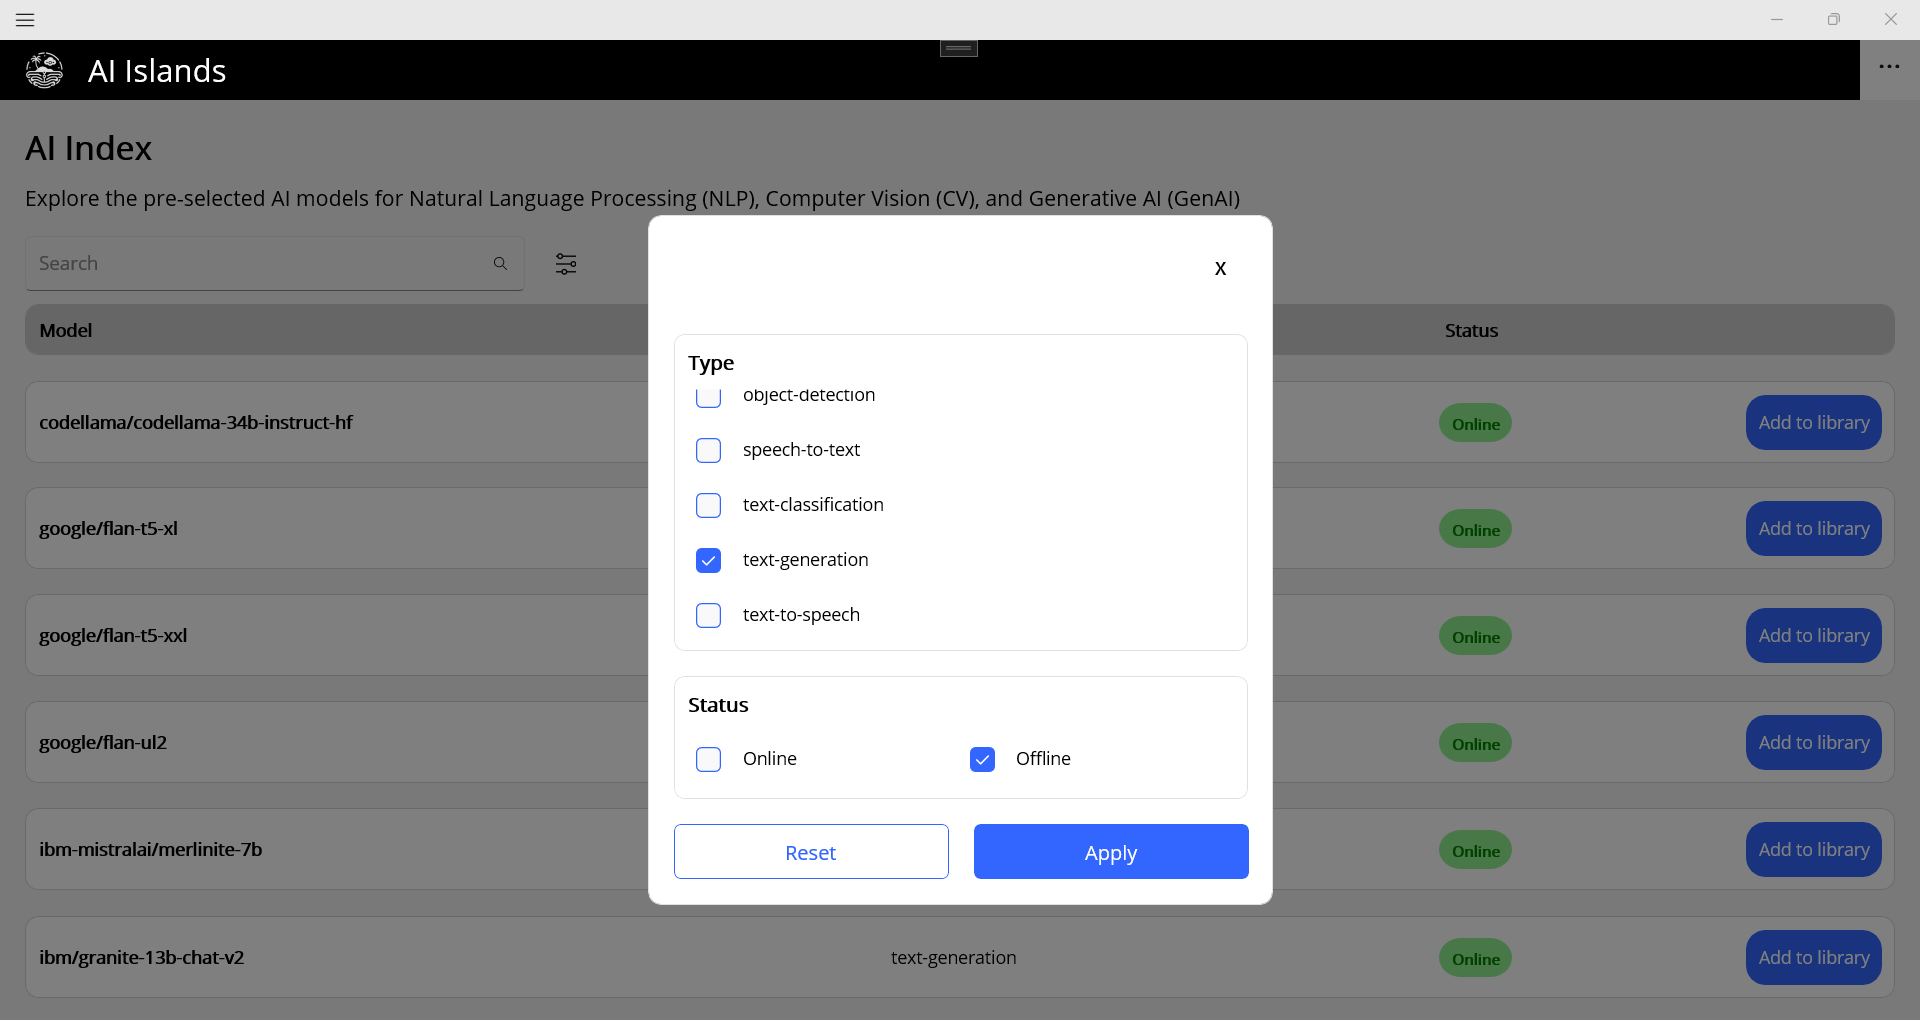 AI Islands
AI Index
Explore the pre-selected AI models for Natural Language Processing (NLP), Computer Vision (CV), and Generative AI (GenAI)
Search
X
Model
Status
Type
object-detection
speech-to-text
text-classification
text-generation
text-to-speech
Status
Online
Offline
Reset
Apply
codellama/codellama-34b-instruct-hf
Online
Add to library
google/flan-t5-xl
Online
Add to library
google/flan-t5-xxl
Online
Add to library
google/flan-ul2
Online
Add to library
ibm-mistralai/merlinite-7b
Online
Add to library
ibm/granite-13b-chat-v2
text-generation
Online
Add to library